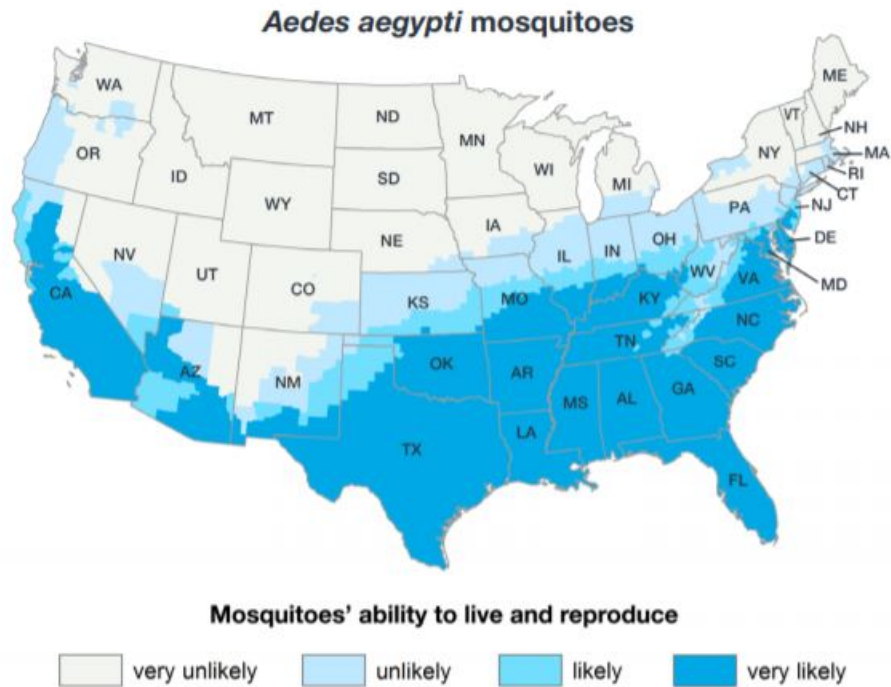 Aedes aegypti mosquitoes
WA
MT
ND
MN
ME
VT
NH
OR
ID
SD
WI
MI
NY
MA
RI
CT
WY
IA
PA
NJ
NV
UT
CO
NE
IL
IN
OH
DE
WV
MD
CA
KS
MO
KY
VA
AZ
NM
OK
AR
TN
NC
SC
TX
LA
MS
AL
GA
FL
Mosquitoes' ability to live and reproduce
very unlikely unlikely likely very likely